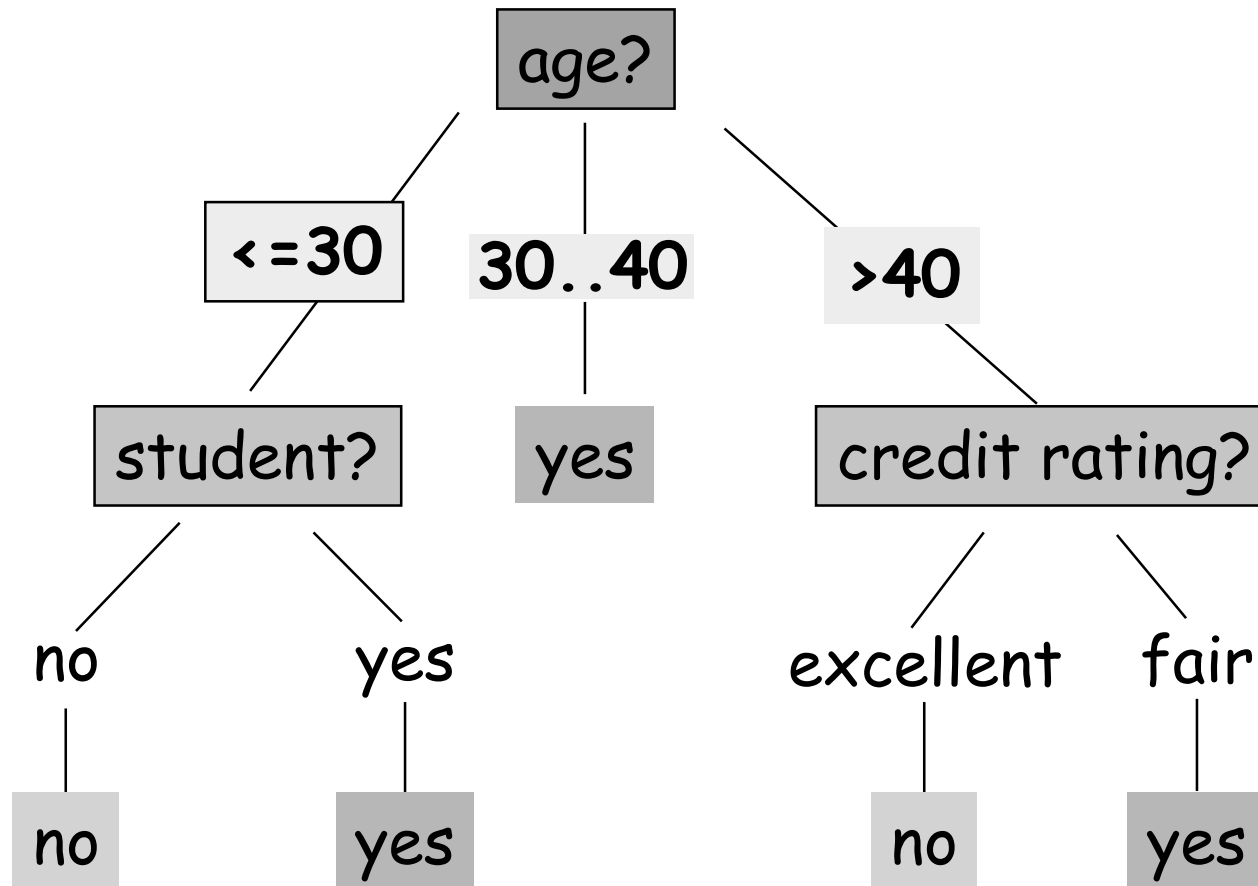 age?
<=30
30..40
>40
student?
yes
credit rating?
no
yes
excellent
fair
no
yes
no
yes